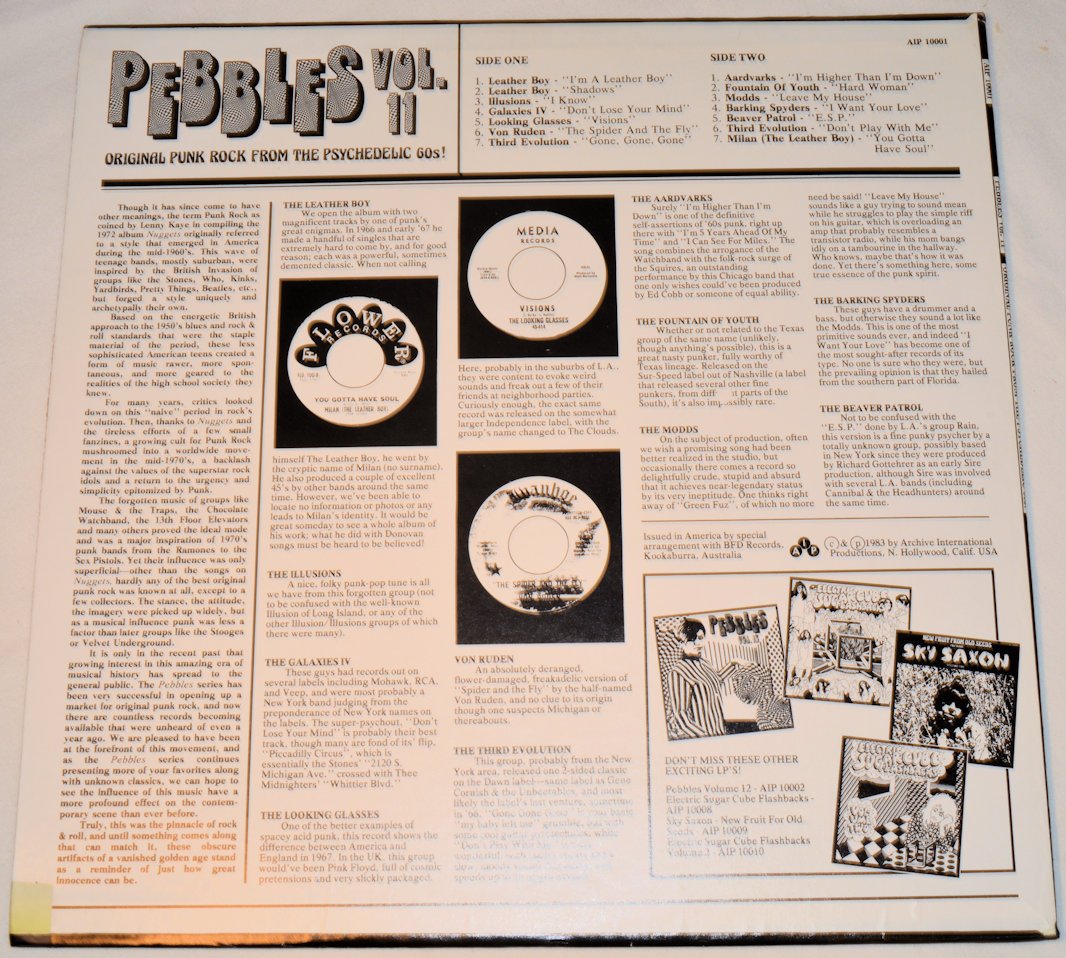 PEBBLES VOL. 11
ORIGINAL PUNK ROCK FROM THE PSYCHEDELIC 60s!
SIDE ONE
1. Leather Boy - "I'm A Leather Boy"
2. Leather Boy - "Shadows"
3. Illusions - "I Know"
4. Galaxies IV - "Don't Lose Your Mind"
5. Looking Glasses - "Visions"
6. Von Ruden - "The Spider And The Fly"
7. Third Evolution - "Gone, Gone, Gone"
AIP 10001
SIDE TWO
1. Aardvarks - "I'm Higher Than I'm Down"
2. Fountain Of Youth - "Hard Woman"
3. Modds - "Leave My House"
4. Barking Spyders - "I Want Your Love"
5. Beaver Patrol - "E.S.P."
6. Third Evolution - "Don't Play With Me"
7. Milan (The Leather Boy) - "You Gotta
Have Soul"
AIP 10001
Though it has since come to have
other meanings, the term Punk Rock as
coined by Lenny Kaye in compiling the
1972 album Nuggets originally referred
to a style that emerged in America
during the mid-1960's. This wave of
teenage bands, mostly suburban, were
inspired by the British Invasion of
groups like the Stones, Who, Kinks,
Yardbirds, Pretty Things, Beatles, etc.,
but forged a style uniquely and
archetypally their own.
Based on the energetic British
approach to the 1950's blues and rock &
roll standards that were the staple
material of the period, these less
sophisticated American teens created a
form of music rawer, more spon-
taneous, and more geared to the
realities of the high school society they
knew.
For many years, critics looked
down on this "naive" period in rock's
evolution. Then, thanks to Nuggets and
the tireless efforts of a few small
fanzines, a growing cult for Punk Rock
mushroomed into a worldwide move-
ment in the mid-1970's, a backlash
against the values of the superstar rock
idols and a return to the urgency and
simplicity epitomized by Punk.
The forgotten music of groups like
Mouse & the Traps, the Chocolate
Watchband, the 13th Floor Elevators
and many others proved the ideal mode
and was a major inspiration of 1970's
punk bands from the Ramones to the
Sex Pistols. Yet their influence was only
superficial—other than the songs on
Nuggets, hardly any of the best original
punk rock was known at all, except to a
few collectors. The stance, the attitude,
the imagery were picked up widely, but
as a musical influence punk was less a
factor than later groups like the Stooges
or Velvet Underground.
It is only in the recent past that
growing interest in this amazing era of
musical history has spread to the
general public. The Pebbles series has
been very successful in opening up a
market for original punk rock, and now
there are countless records becoming
available that were unheard of even a
year ago. We are pleased to have been
at the forefront of this movement, and
as the Pebbles series continues
presenting more of your favorites along
with unknown classics, we can hope to
see the influence of this music have a
more profound effect on the contem-
porary scene than ever before.
Truly, this was the pinnacle of rock
& roll, and until something comes along
that can match it, these obscure
artifacts of a vanished golden age stand
as a reminder of just how great
innocence can be.
THE LEATHER BOY
We open the album with two
magnificent tracks by one of punk's
great enigmas. In 1966 and early '67 he
made a handful of singles that are
extremely hard to come by, and for good
reason; each was a powerful, sometimes
demented classic. When not calling
FLOWER
RECORDS
YOU GOTTA HAVE SOUL
MILAN (THE LEATHER BOY)
himself The Leather Boy, he went by
the cryptic name of Milan (no surname).
He also produced a couple of excellent
45's by other bands around the same
time. However, we've been able to
locate no information or photos or any
leads to Milan's identity. It would be
great someday to see a whole album of
his work; what he did with Donovan
songs must be heard to be believed!
THE ILLUSIONS
A nice, folky punk-pop tune is all
we have from this forgotten group (not
to be confused with the well-known
Illusion of Long Island, or any of the
other Illusion/Illusions groups of which
there were many).
THE GALAXIES IV
These guys had records out on
several labels including Mohawk, RCA,
and Veep, and were most probably a
New York band judging from the
preponderance of New York names on
the labels. The super-psychout, "Don't
Lose Your Mind" is probably their best
track, though many are fond of its' flip,
"Piccadilly Circus", which is
essentially the Stones' "2120 S.
Michigan Ave." crossed with Thee
Midnighters' "Whittier Blvd."
THE LOOKING GLASSES
One of the better examples of
spacey acid punk, this record shows the
difference between America and
England in 1967. In the UK, this group
would've been Pink Floyd, full of cosmic
pretensions and very slickly packaged.
MEDIA
RECORDS
VISIONS
THE LOOKING GLASSES
45-414
Here, probably in the suburbs of L.A.,
they were content to evoke weird
sounds and freak out a few of their
friends at neighborhood parties.
Curiously enough, the exact same
record was released on the somewhat
larger Independence label, with the
group's name changed to The Clouds.
Ivanhoe
"THE SPIDER AND THE FLY
VON RUDEN
An absolutely deranged,
flower-damaged, freakadelic version of
"Spider and the Fly" by the half-named
Von Ruden, and no clue to its origin
though one suspects Michigan or
thereabouts.
THE THIRD EVOLUTION
This group, probably from the New
York area, released one 2-sided classic
on the Dawn label—same label as Gene
Cornish & the Unbeatables, and most
likely the label's last venture, sometime
in '66. "Gone Gone Gone"
"my baby left me" grumble, but with
some cool guitar
"Don't Play With Me"
wonderful
slow
speeds up
THE AARDVARKS
Surely "I'm Higher Than I'm
Down" is one of the definitive
self-assertions of '60s punk, right up
there with "I'm 5 Years Ahead Of My
Time" and "I Can See For Miles." The
song combines the arrogance of the
Watchband with the folk-rock surge of
the Squires, an outstanding
performance by this Chicago band that
one only wishes could've been produced
by Ed Cobb or someone of equal ability.
THE FOUNTAIN OF YOUTH
Whether or not related to the Texas
group of the same name (unlikely,
though anything's possible), this is a
great nasty punker, fully worthy of
Texas lineage. Released on the
Sur-Speed label out of Nashville (a label
that released several other fine
punkers, from parts of the
South), it's also impossibly rare.
THE MODDS
On the subject of production, often
we wish a promising song had been
better realized in the studio, but
occasionally there comes a record so
delightfully crude, stupid and absurd
that it achieves near-legendary status
by its very ineptitude. One thinks right
away of "Green Fuz", of which no more
need be said! "Leave My House"
sounds like a guy trying to sound mean
while he struggles to play the simple riff
on his guitar, which is overloading an
amp that probably resembles a
transistor radio, while his mom bangs
idly on a tambourine in the hallway.
Who knows, maybe that's how it was
done. Yet there's something here, some
true essence of the punk spirit.
THE BARKING SPYDERS
These guys have a drummer and a
bass, but otherwise they sound a lot like
the Modds. This is one of the most
primitive sounds ever, and indeed "I
Want Your Love" has become one of
the most sought-after records of its
type. No one is sure who they were, but
the prevailing opinion is that they hailed
from the southern part of Florida.
THE BEAVER PATROL
Not to be confused with the
"E.S.P." done by L.A.'s group Rain,
this version is a fine punky psycher by a
totally unknown group, possibly based
in New York since they were produced
by Richard Gottehrer as an early Sire
production, although Sire was involved
with several L.A. bands (including
Cannibal & the Headhunters) around
the same time.
Issued in America by special
arrangement with BFD Records,
Kookaburra, Australia
AIP
© & ℗ 1983 by Archive International
Productions, N. Hollywood, Calif. USA
PEBBLES
VOL. 12
ELECTRIC SUGAR CUBE
FLASHBACKS
NEW FRUIT FROM OLD SEEDS
SKY SAXON
DON'T MISS THESE OTHER
EXCITING LP'S!
Pebbles Volume 12 - AIP 10002
Electric Sugar Cube Flashbacks -
AIP 10008
Sky Saxon - New Fruit For Old
Seeds - AIP 10009
Electric Sugar Cube Flashbacks
Volume 2 - AIP 10010